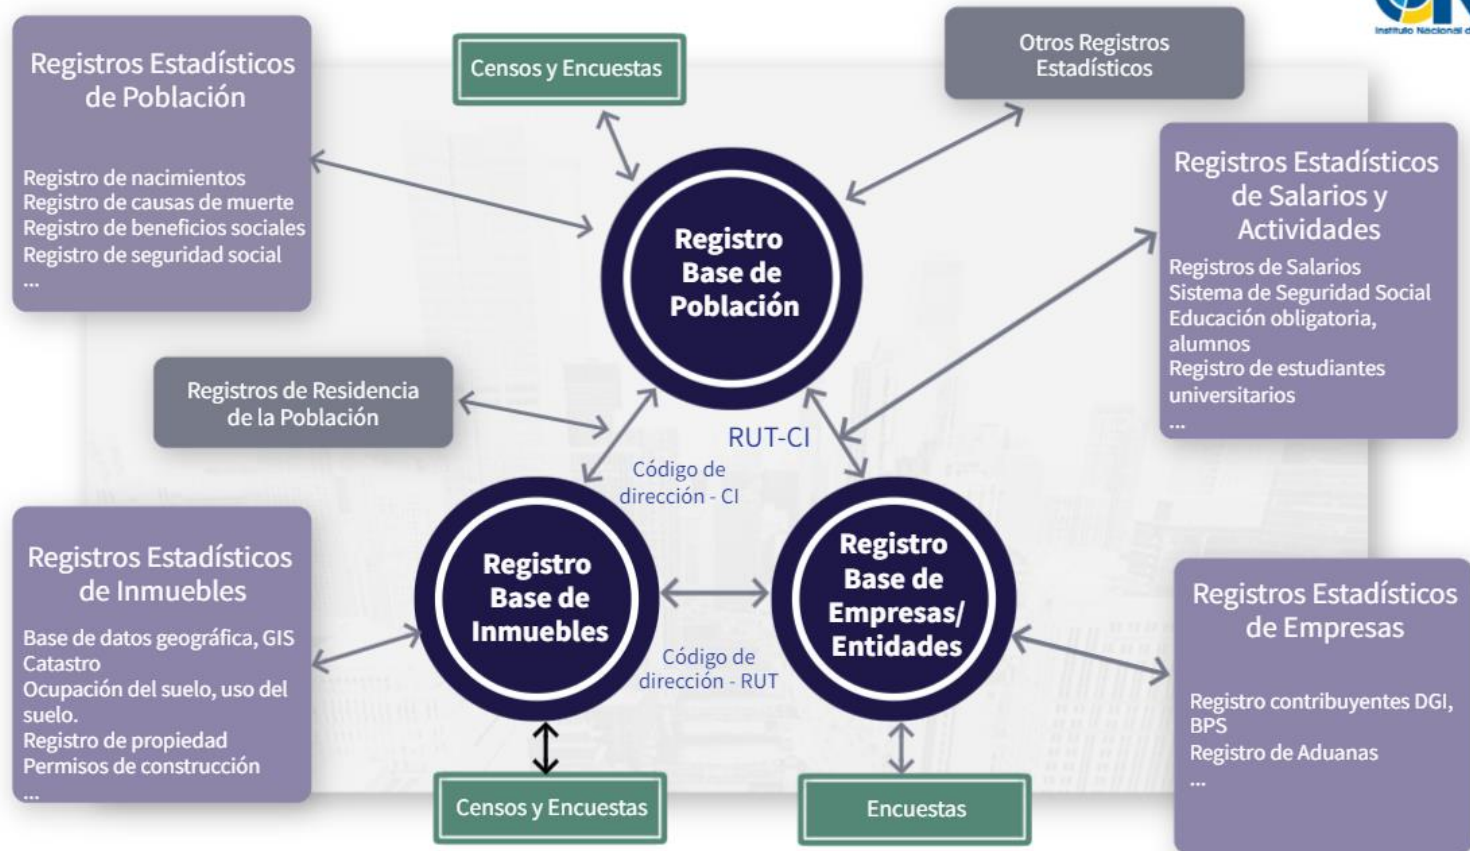 Instituto Nacional d
Registros Estadísticos
de Población
Registro de nacimientos
Registro de causas de muerte
Registro de beneficios sociales
Registro de seguridad social
...
Censos y Encuestas
Otros Registros
Estadísticos
Registros Estadísticos
de Salarios y
Actividades
Registros de Salarios
Sistema de Seguridad Social
Educación obligatoria,
alumnos
Registro de estudiantes
universitarios
...
Registro
Base de
Población
Registros de Residencia
de la Población
RUT-CI
Código de
dirección - CI
Registros Estadísticos
de Inmuebles
Base de datos geográfica, GIS
Catastro
Ocupación del suelo, uso del
suelo.
Registro de propiedad
Permisos de construcción
...
Registro
Base de
Inmuebles
Código de
dirección - RUT
Registro
Base de
Empresas/
Entidades
Registros Estadísticos
de Empresas
Registro contribuyentes DGI,
BPS
Registro de Aduanas
...
Censos y Encuestas
Encuestas